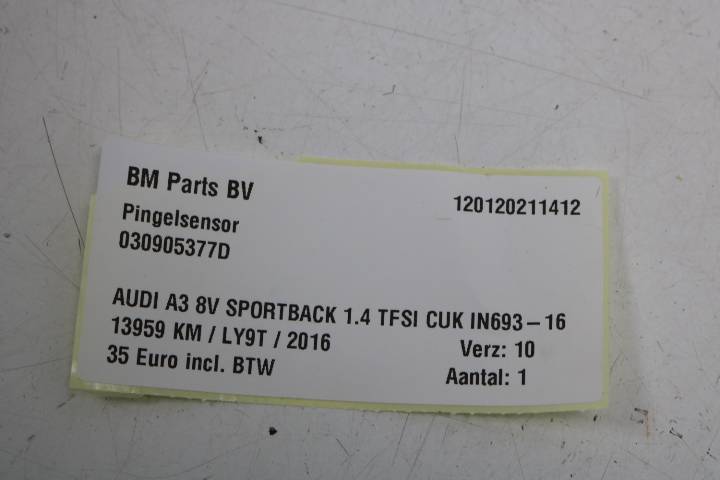 BM Parts BV
120120211412
Pingelsensor
030905377D
AUDI A3 8V SPORTBACK 1.4 TFSI CUK IN693-16
13959 KM / LY9T / 2016
Verz: 10
35 Euro incl. BTW
Aantal: 1